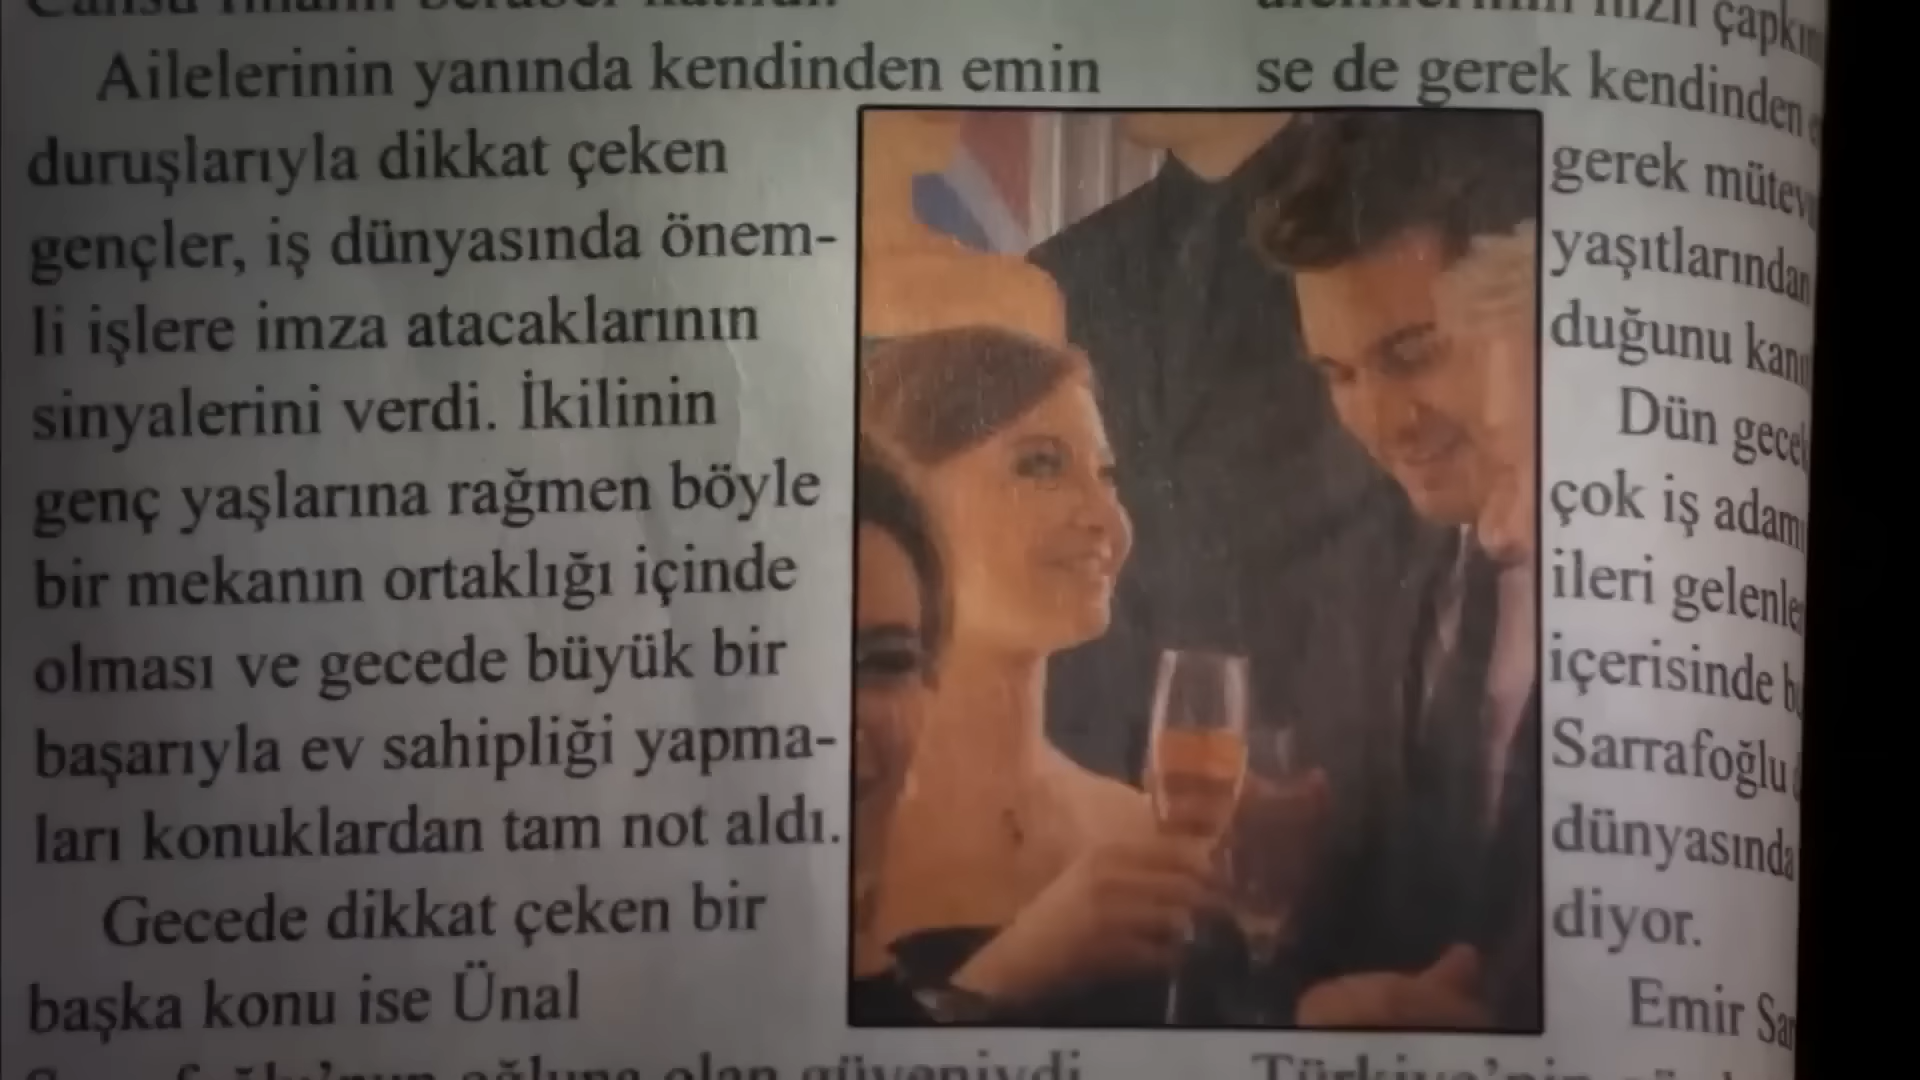 Ailelerinin yanında kendinden emin
duruşlarıyla dikkat çeken
gençler, iş dünyasında önem-
li işlere imza atacaklarının
sinyalerini verdi. İkilinin
genç yaşlarına rağmen böyle
bir mekanın ortaklığı içinde
olması ve gecede büyük bir
başarıyla ev sahipliği yapma-
ları konuklardan tam not aldı.
Gecede dikkat çeken bir
başka konu ise Ünal
oğluna olan güveniydi
se de gerek kendinden
gerek
yaşıtlarından
duğunu
Dün
çok iş
ileri
içerisinde
Sarrafoğlu
dünyasında
diyor.
Emir